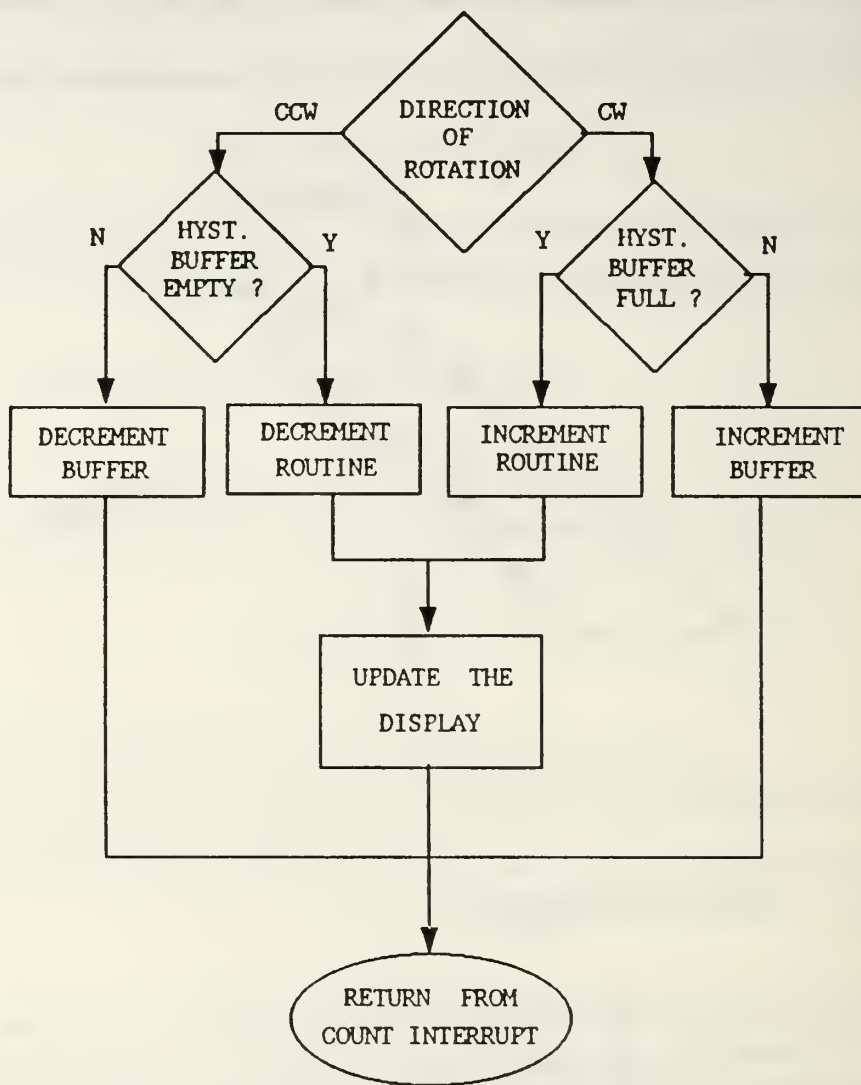 DIRECTION
OF
ROTATION
CCW
CW
HYST.
BUFFER
EMPTY ?
N
Y
HYST.
BUFFER
FULL ?
Y
N
DECREMENT
BUFFER
DECREMENT
ROUTINE
INCREMENT
ROUTINE
INCREMENT
BUFFER
UPDATE THE
DISPLAY
RETURN FROM
COUNT INTERRUPT